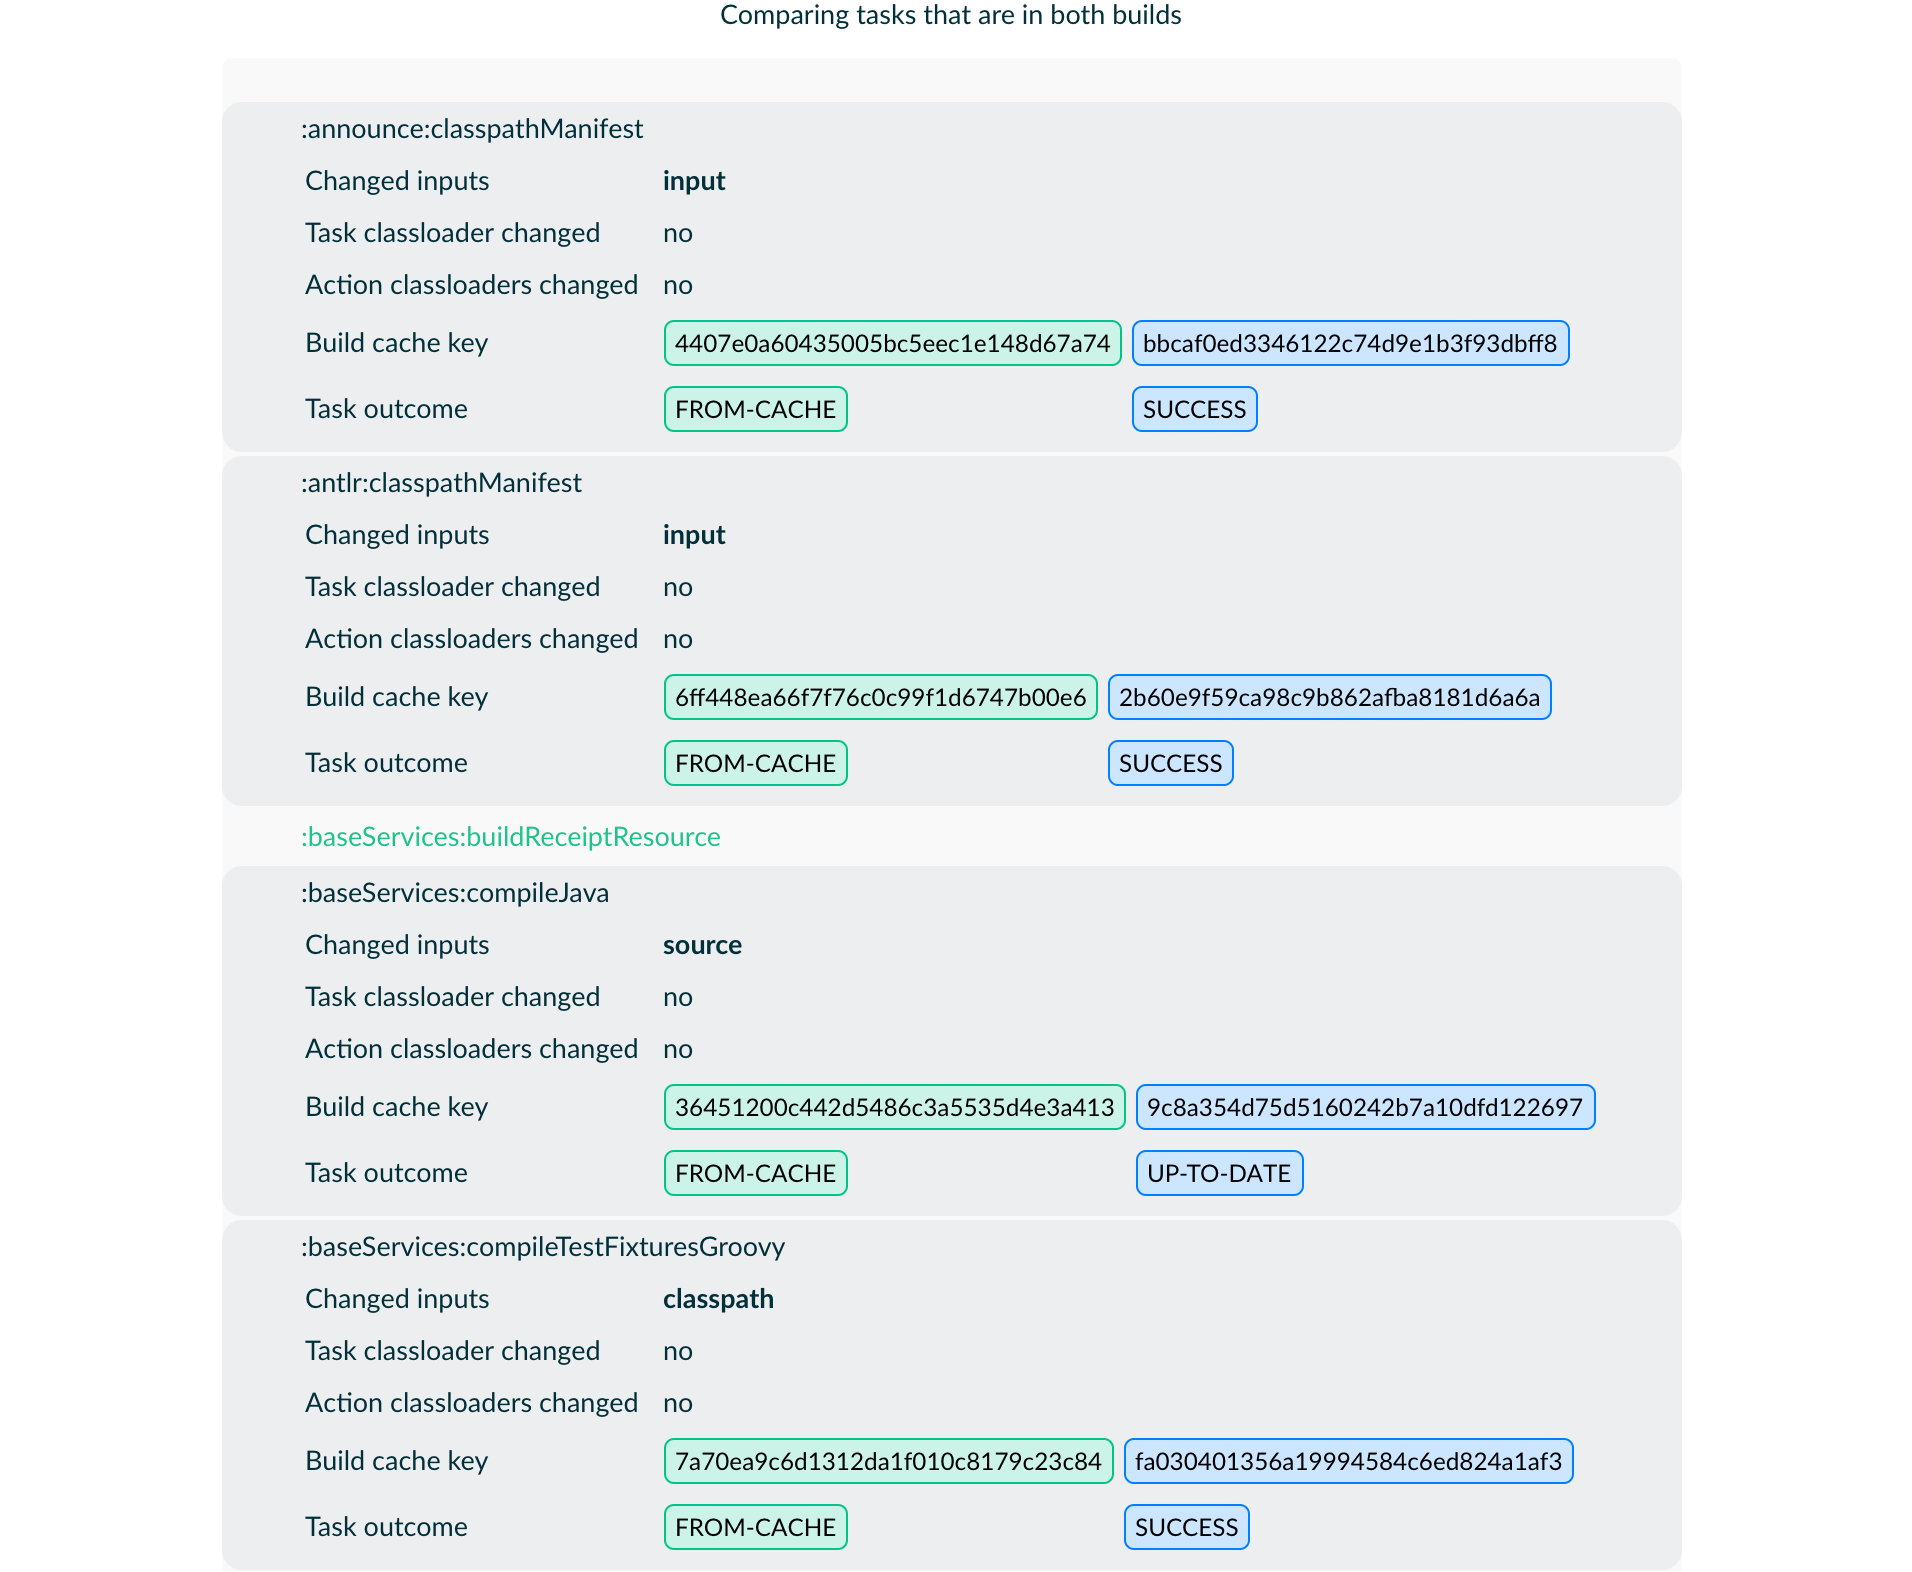 Comparing tasks that are in both builds
:announce:classpathManifest
Changed inputs input
Task classloader changed no
Action classloaders changed no
Build cache key 4407e0a60435005bc5eec1e148d67a74 bbcaf0ed3346122c74d9e1b3f93dbff8
Task outcome FROM-CACHE SUCCESS
:antlr:classpathManifest
Changed inputs input
Task classloader changed no
Action classloaders changed no
Build cache key 6ff448ea66f7f76c0c99f1d6747b00e6 2b60e9f59ca98c9b862afba8181d6a6a
Task outcome FROM-CACHE SUCCESS
:baseServices:buildReceiptResource
:baseServices:compileJava
Changed inputs source
Task classloader changed no
Action classloaders changed no
Build cache key 36451200c442d5486c3a5535d4e3a413 9c8a354d75d5160242b7a10dfd122697
Task outcome FROM-CACHE UP-TO-DATE
:baseServices:compileTestFixturesGroovy
Changed inputs classpath
Task classloader changed no
Action classloaders changed no
Build cache key 7a70ea9c6d1312da1f010c8179c23c84 fa030401356a19994584c6ed824a1af3
Task outcome FROM-CACHE SUCCESS